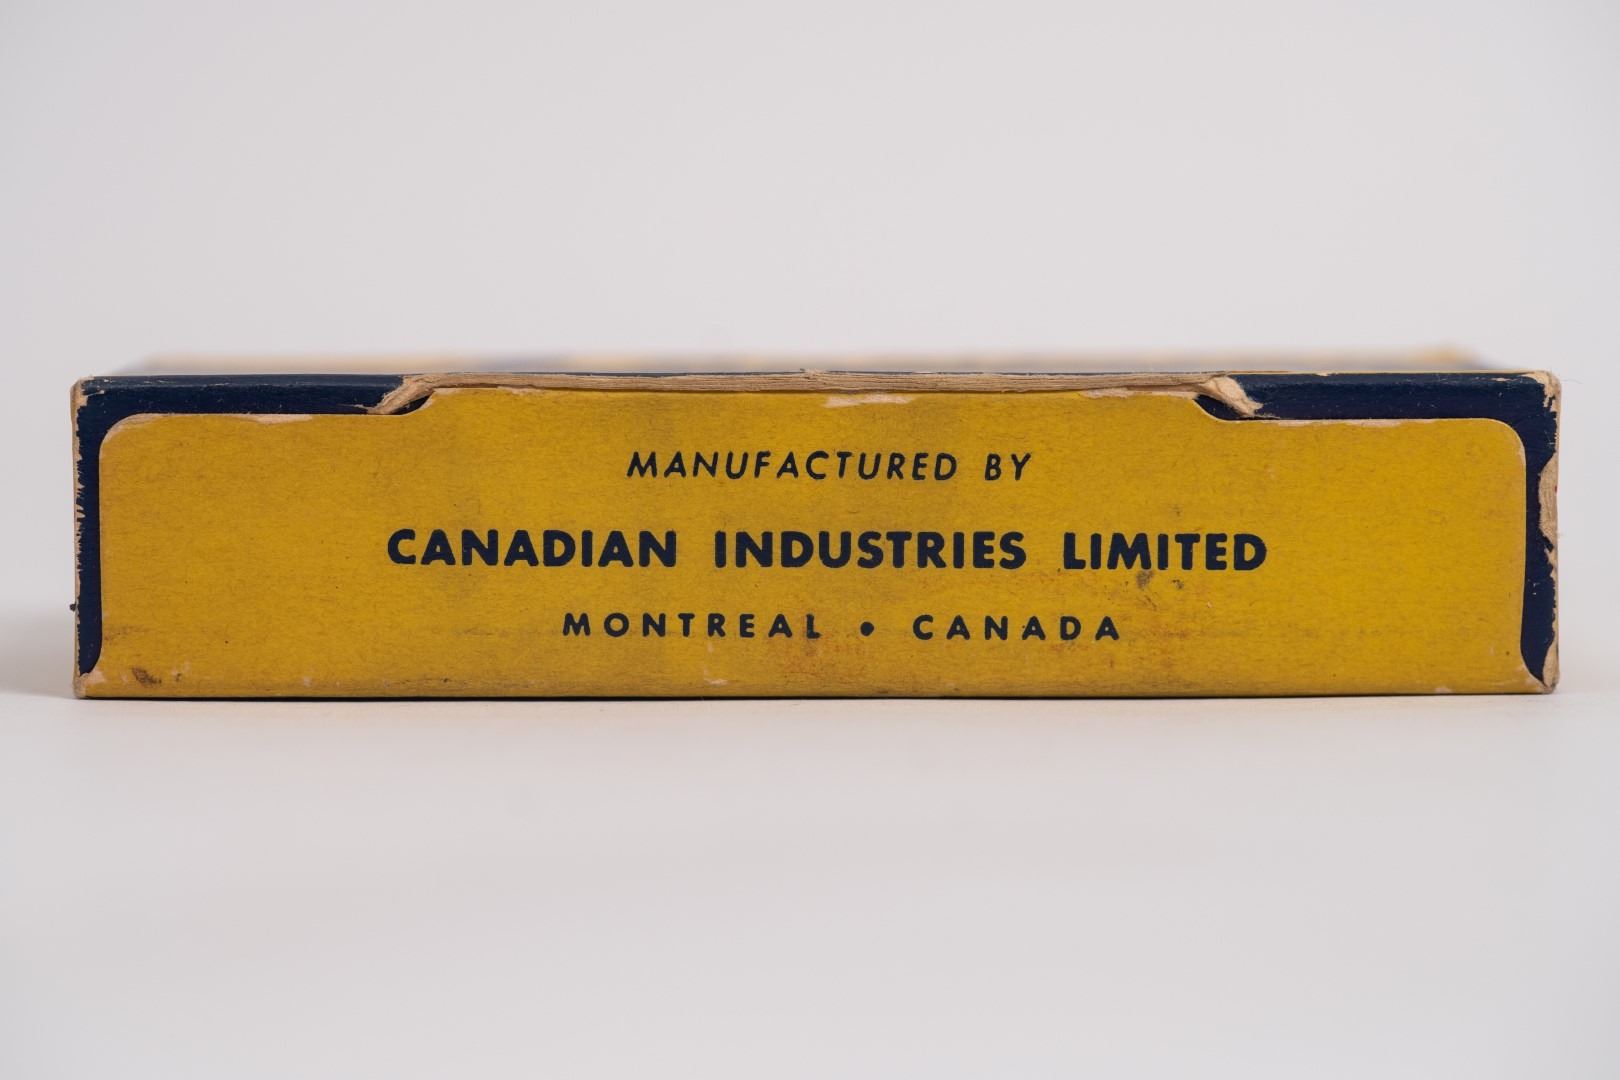 MANUFACTURED BY
CANADIAN INDUSTRIES LIMITED
MONTREAL • CANADA